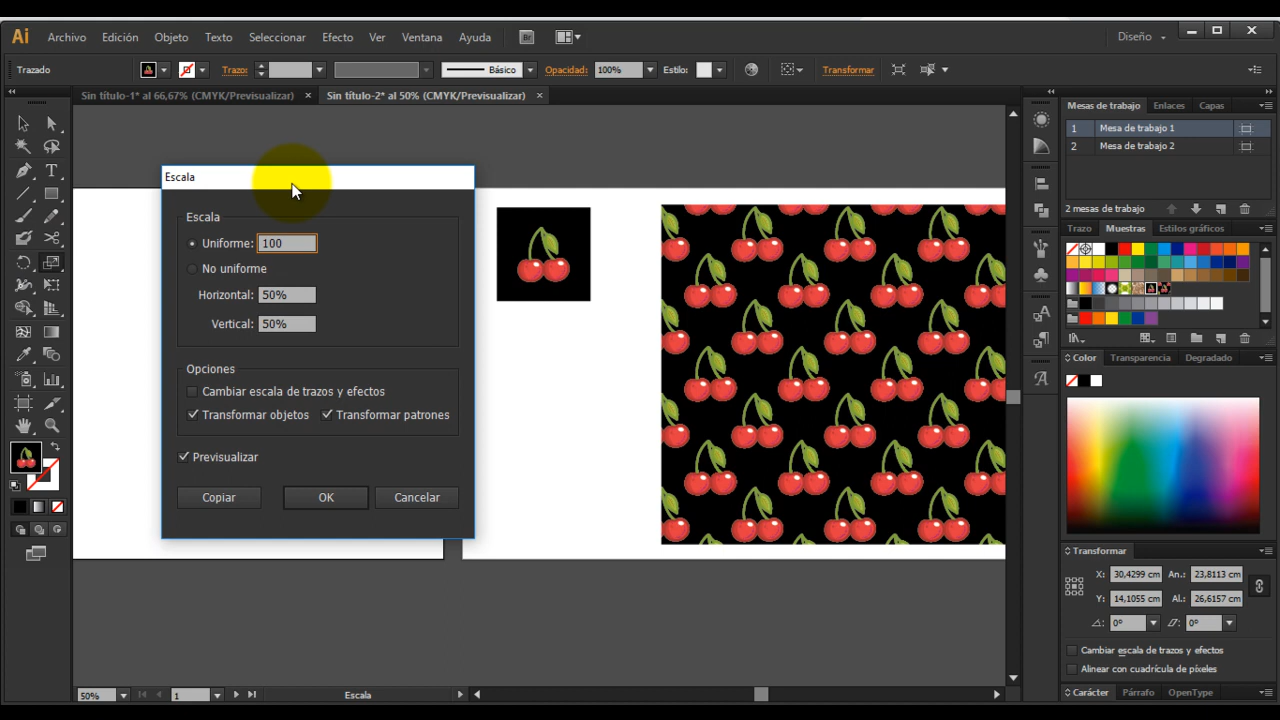 Ai Archivo Edición Objeto Texto Seleccionar Efecto Ver Ventana Ayuda Br Diseño
Trazado Trazo: Básico Opacidad: 100% Estilo: Transformar
Sin título-1* al 66,67% (CMYK/Previsualizar) × Sin título-2* al 50% (CMYK/Previsualizar) ×
Mesas de trabajo Enlaces Capas
1 Mesa de trabajo 1
2 Mesa de trabajo 2
2 mesas de trabajo
Trazo Muestras Estilos gráficos
Escala
Escala
Uniforme: 100
No uniforme
Horizontal: 50%
Vertical: 50%
Opciones
Cambiar escala de trazos y efectos
Transformar objetos Transformar patrones
Previsualizar
Copiar OK Cancelar
Color Transparencia Degradado
Transformar
X: 30,4299 cm An.: 23,8113 cm
Y: 14,1055 cm Al.: 26,6157 cm
0° 0°
Cambiar escala de trazos y efectos
Alinear con cuadrícula de píxeles
Carácter Párrafo OpenType
50% 1 Escala